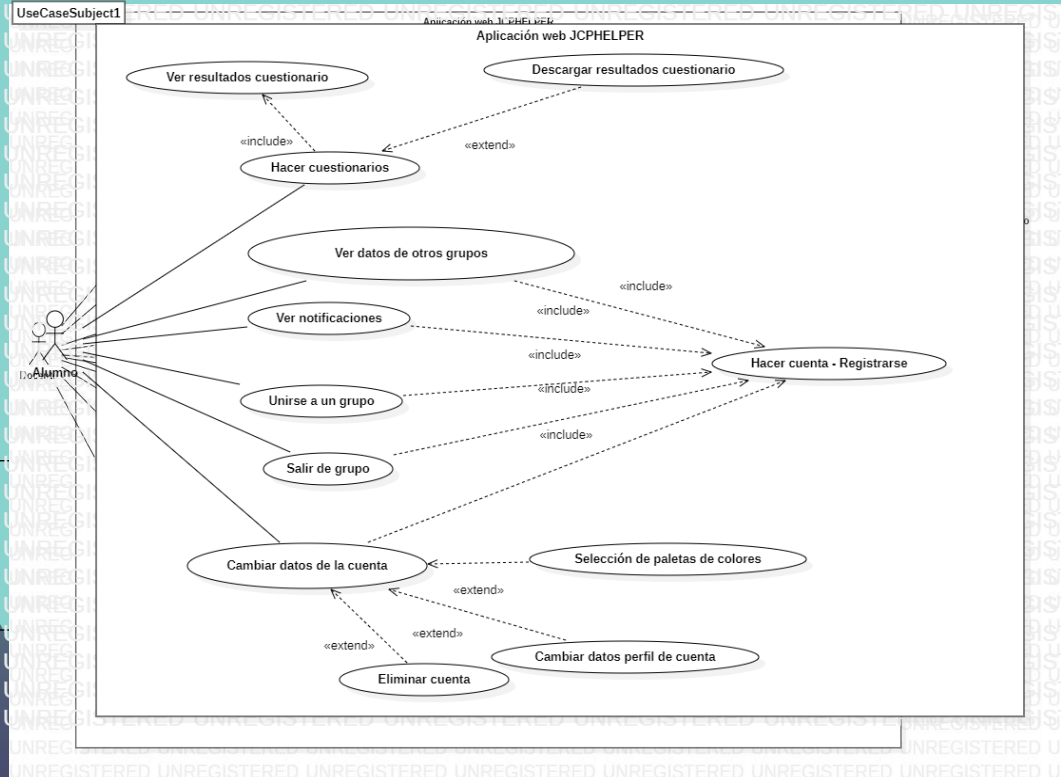 UseCaseSubject1
Aplicación web JCPHELPER
Aplicación web JCPHELPER
Ver resultados cuestionario
Descargar resultados cuestionario
«include»
«extend»
Hacer cuestionarios
Ver datos de otros grupos
«include»
«include»
Ver notificaciones
«include»
Hacer cuenta - Registrarse
Alumno
«include»
Unirse a un grupo
«include»
Salir de grupo
Cambiar datos de la cuenta
Selección de paletas de colores
«extend»
«extend»
«extend»
Cambiar datos perfil de cuenta
Eliminar cuenta
UNREGISTERED UNREGISTERED UNREGISTERED UNREGISTERED UNREGISTERED